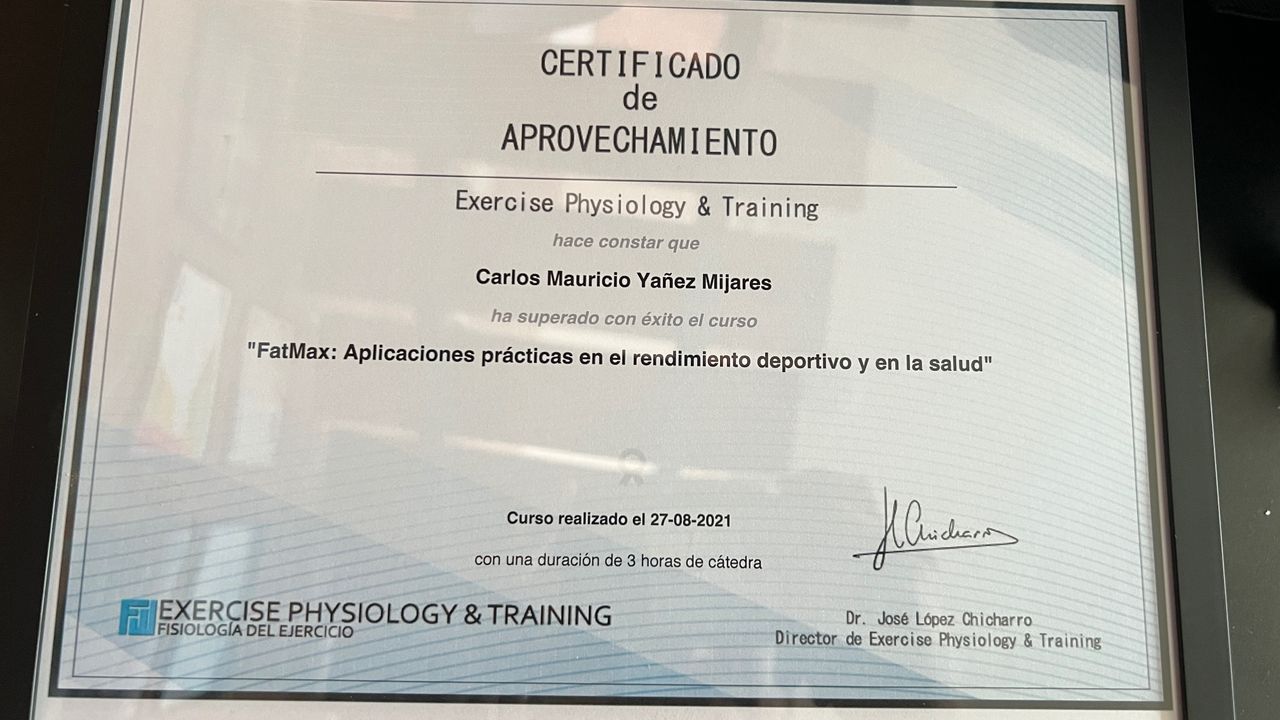 CERTIFICADO
de
APROVECHAMIENTO
Exercise Physiology & Training
hace constar que
Carlos Mauricio Yañez Mijares
ha superado con éxito el curso
"FatMax: Aplicaciones prácticas en el rendimiento deportivo y en la salud"
Curso realizado el 27-08-2021
con una duración de 3 horas de cátedra
JL Chicharro
EXERCISE PHYSIOLOGY & TRAINING
FISIOLOGÍA DEL EJERCICIO
Dr. José López Chicharro
Director de Exercise Physiology & Training